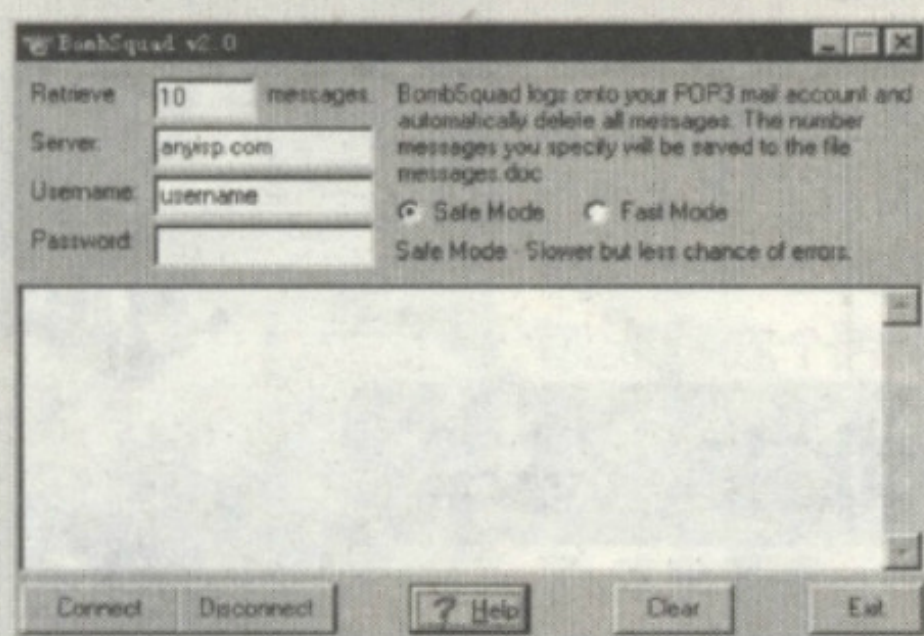 BombSquad v2.0
Retrieve 10 messages.
Server: anyisp.com
Username: username
Password:
BombSquad logs onto your POP3 mail account and
automatically delete all messages. The number
messages you specify will be saved to the file
messages.doc
Safe Mode Fast Mode
Safe Mode - Slower but less chance of errors.
Connect Disconnect ? Help Clear Exit